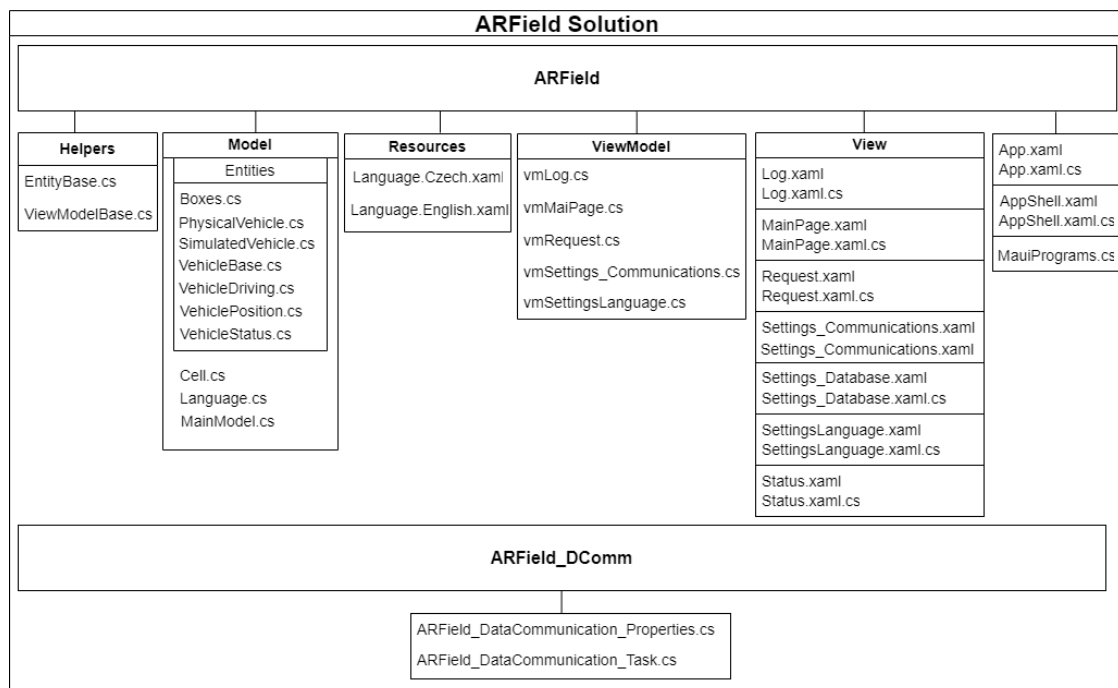 ARField Solution
ARField
Helpers
EntityBase.cs
ViewModelBase.cs
Model
Entities
Boxes.cs
PhysicalVehicle.cs
SimulatedVehicle.cs
VehicleBase.cs
VehicleDriving.cs
VehiclePosition.cs
VehicleStatus.cs
Cell.cs
Language.cs
MainModel.cs
Resources
Language.Czech.xaml
Language.English.xaml
ViewModel
vmLog.cs
vmMaiPage.cs
vmRequest.cs
vmSettings_Communications.cs
vmSettingsLanguage.cs
View
Log.xaml
Log.xaml.cs
MainPage.xaml
MainPage.xaml.cs
Request.xaml
Request.xaml.cs
Settings_Communications.xaml
Settings_Communications.xaml
Settings_Database.xaml
Settings_Database.xaml.cs
SettingsLanguage.xaml
SettingsLanguage.xaml.cs
Status.xaml
Status.xaml.cs
App.xaml
App.xaml.cs
AppShell.xaml
AppShell.xaml.cs
MauiPrograms.cs
ARField_DComm
ARField_DataCommunication_Properties.cs
ARField_DataCommunication_Task.cs